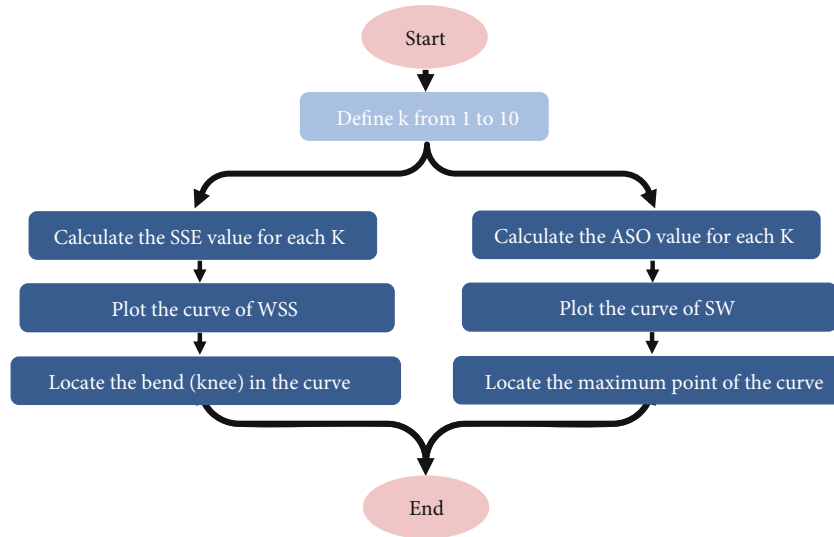 Start
Define k from 1 to 10
Calculate the SSE value for each K
Plot the curve of WSS
Locate the bend (knee) in the curve
Calculate the ASO value for each K
Plot the curve of SW
Locate the maximum point of the curve
End